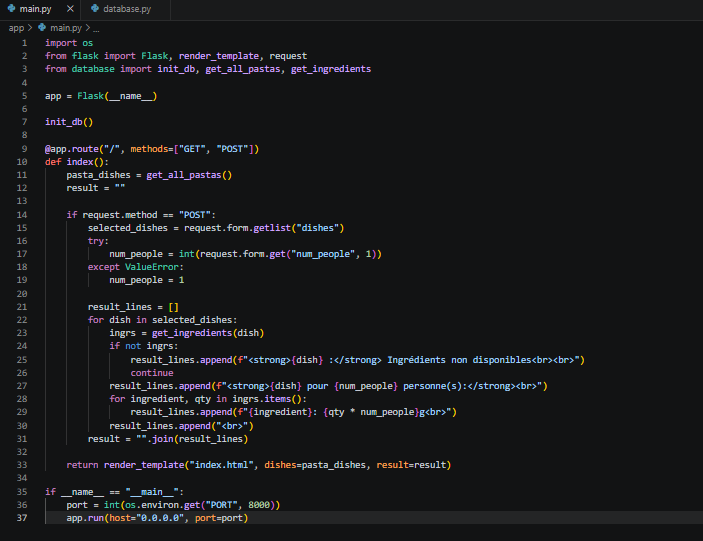 main.py × database.py
app > main.py > ...
1 import os
2 from flask import Flask, render_template, request
3 from database import init_db, get_all_pastas, get_ingredients
4
5 app = Flask(__name__)
6
7 init_db()
8
9 @app.route("/", methods=["GET", "POST"])
10 def index():
11     pasta_dishes = get_all_pastas()
12     result = ""
13
14     if request.method == "POST":
15         selected_dishes = request.form.getlist("dishes")
16         try:
17             num_people = int(request.form.get("num_people", 1))
18         except ValueError:
19             num_people = 1
20
21         result_lines = []
22         for dish in selected_dishes:
23             ingrs = get_ingredients(dish)
24             if not ingrs:
25                 result_lines.append(f"<strong>{dish} :</strong> Ingrédients non disponibles<br><br>")
26                 continue
27             result_lines.append(f"<strong>{dish} pour {num_people} personne(s):</strong><br>")
28             for ingredient, qty in ingrs.items():
29                 result_lines.append(f"{ingredient}: {qty * num_people}g<br>")
30             result_lines.append("<br>")
31         result = "".join(result_lines)
32
33     return render_template("index.html", dishes=pasta_dishes, result=result)
34
35 if __name__ == "__main__":
36     port = int(os.environ.get("PORT", 8000))
37     app.run(host="0.0.0.0", port=port)